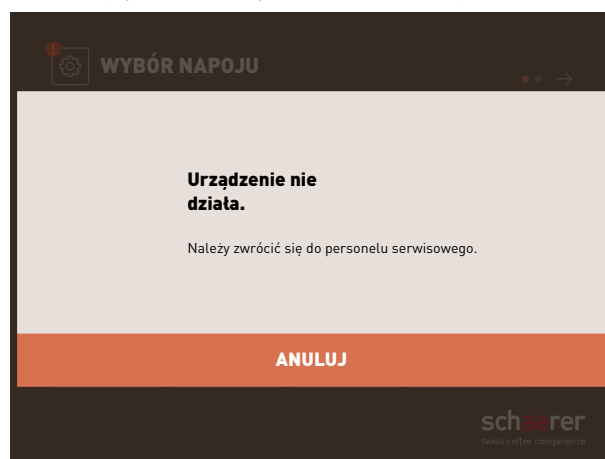 !
WYBÓR NAPOJU
Urządzenie nie
działa.
Należy zwrócić się do personelu serwisowego.
ANULUJ
schaerer
swiss coffee competence